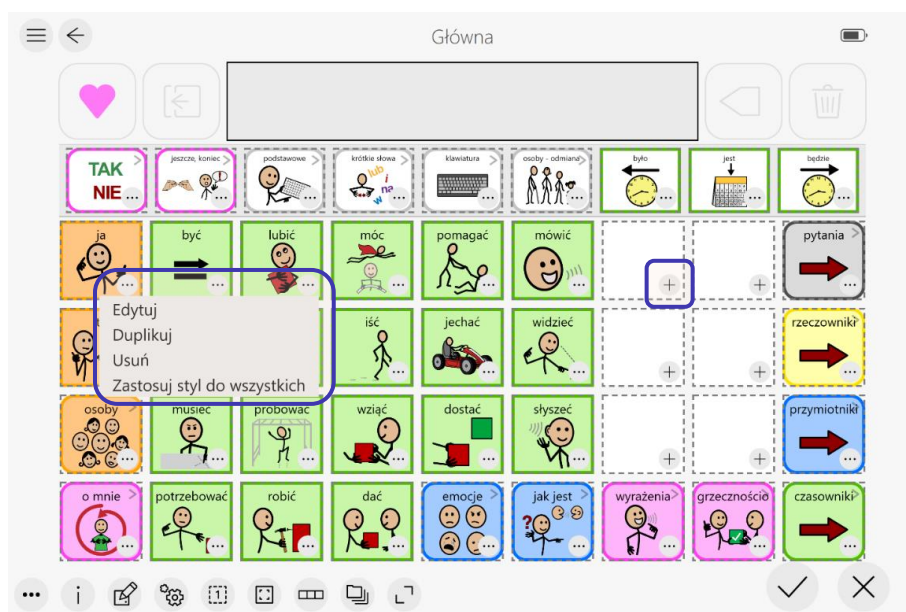 Główna
TAK
NIE
jeszcze, koniec
podstawowe
krótkie słowa
lub
i
na
w
klawiatura
osoby - odmiana
było
jest
będzie
ja
być
lubić
móc
pomagać
mówić
pytania
Edytuj
Duplikuj
Usuń
Zastosuj styl do wszystkich
iść
jechać
widzieć
rzeczowniki
osoby
musieć
próbować
wziąć
dostać
słyszeć
przymiotniki
o mnie
potrzebować
robić
dać
emocje
jak jest
wyrażenia
grzeczności
czasowniki